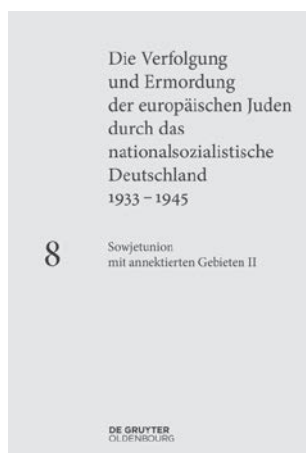 Die Verfolgung
und Ermordung
der europäischen Juden
durch das
nationalsozialistische
Deutschland
1933 – 1945
8
Sowjetunion
mit annektierten Gebieten II
DE GRUYTER
OLDENBOURG